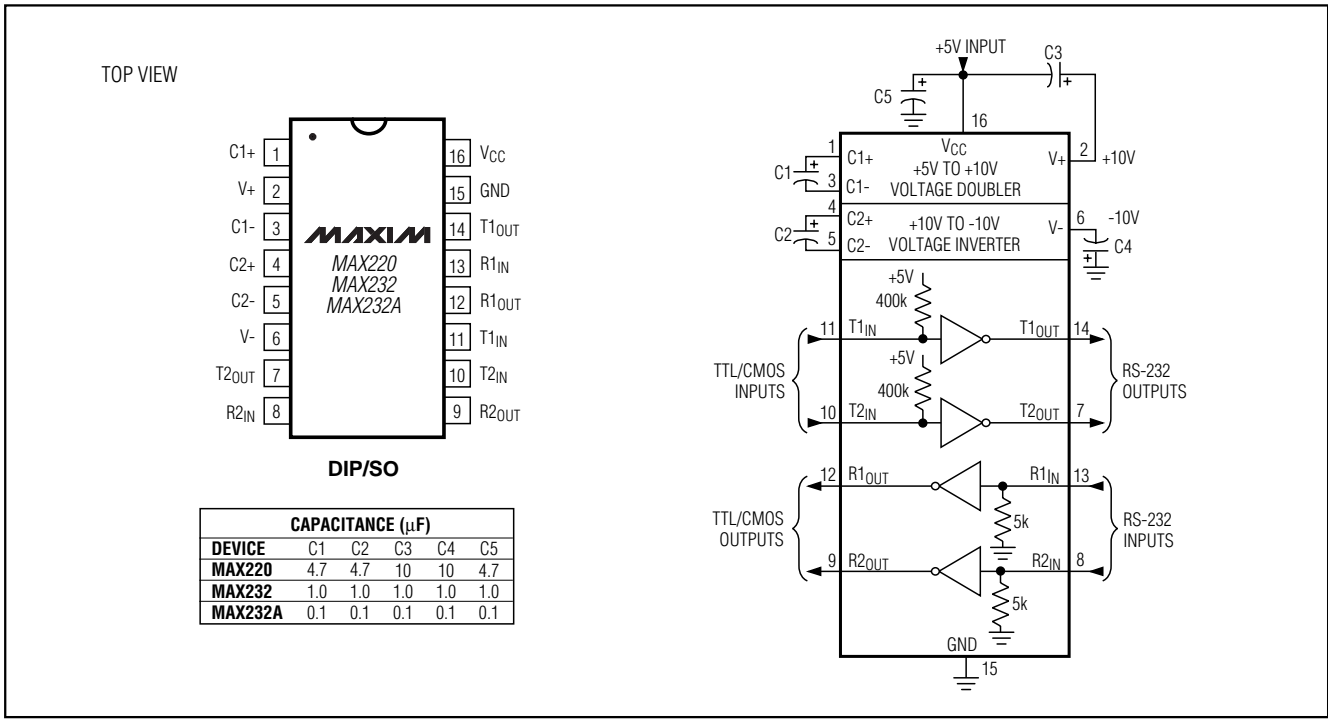 TOP VIEW
C1+ 1
V+ 2
C1- 3
C2+ 4
C2- 5
V- 6
T2OUT 7
R2IN 8
16 VCC
15 GND
14 T1OUT
13 R1IN
12 R1OUT
11 T1IN
10 T2IN
9 R2OUT
MAXIM
MAX220
MAX232
MAX232A
DIP/SO
CAPACITANCE (µF)
DEVICE C1 C2 C3 C4 C5
MAX220 4.7 4.7 10 10 4.7
MAX232 1.0 1.0 1.0 1.0 1.0
MAX232A 0.1 0.1 0.1 0.1 0.1
+5V INPUT
C3
+
C5
+
16
VCC
1
C1+
+5V TO +10V
VOLTAGE DOUBLER
V+
2
+10V
C1
+
3
C1-
4
C2+
+10V TO -10V
VOLTAGE INVERTER
V-
6
-10V
C2
+
5
C2-
C4
+
+5V
400k
11
T1IN
T1OUT
14
+5V
400k
TTL/CMOS
INPUTS
RS-232
OUTPUTS
10
T2IN
T2OUT
7
12
R1OUT
R1IN
13
5k
TTL/CMOS
OUTPUTS
RS-232
INPUTS
9
R2OUT
R2IN
8
5k
GND
15